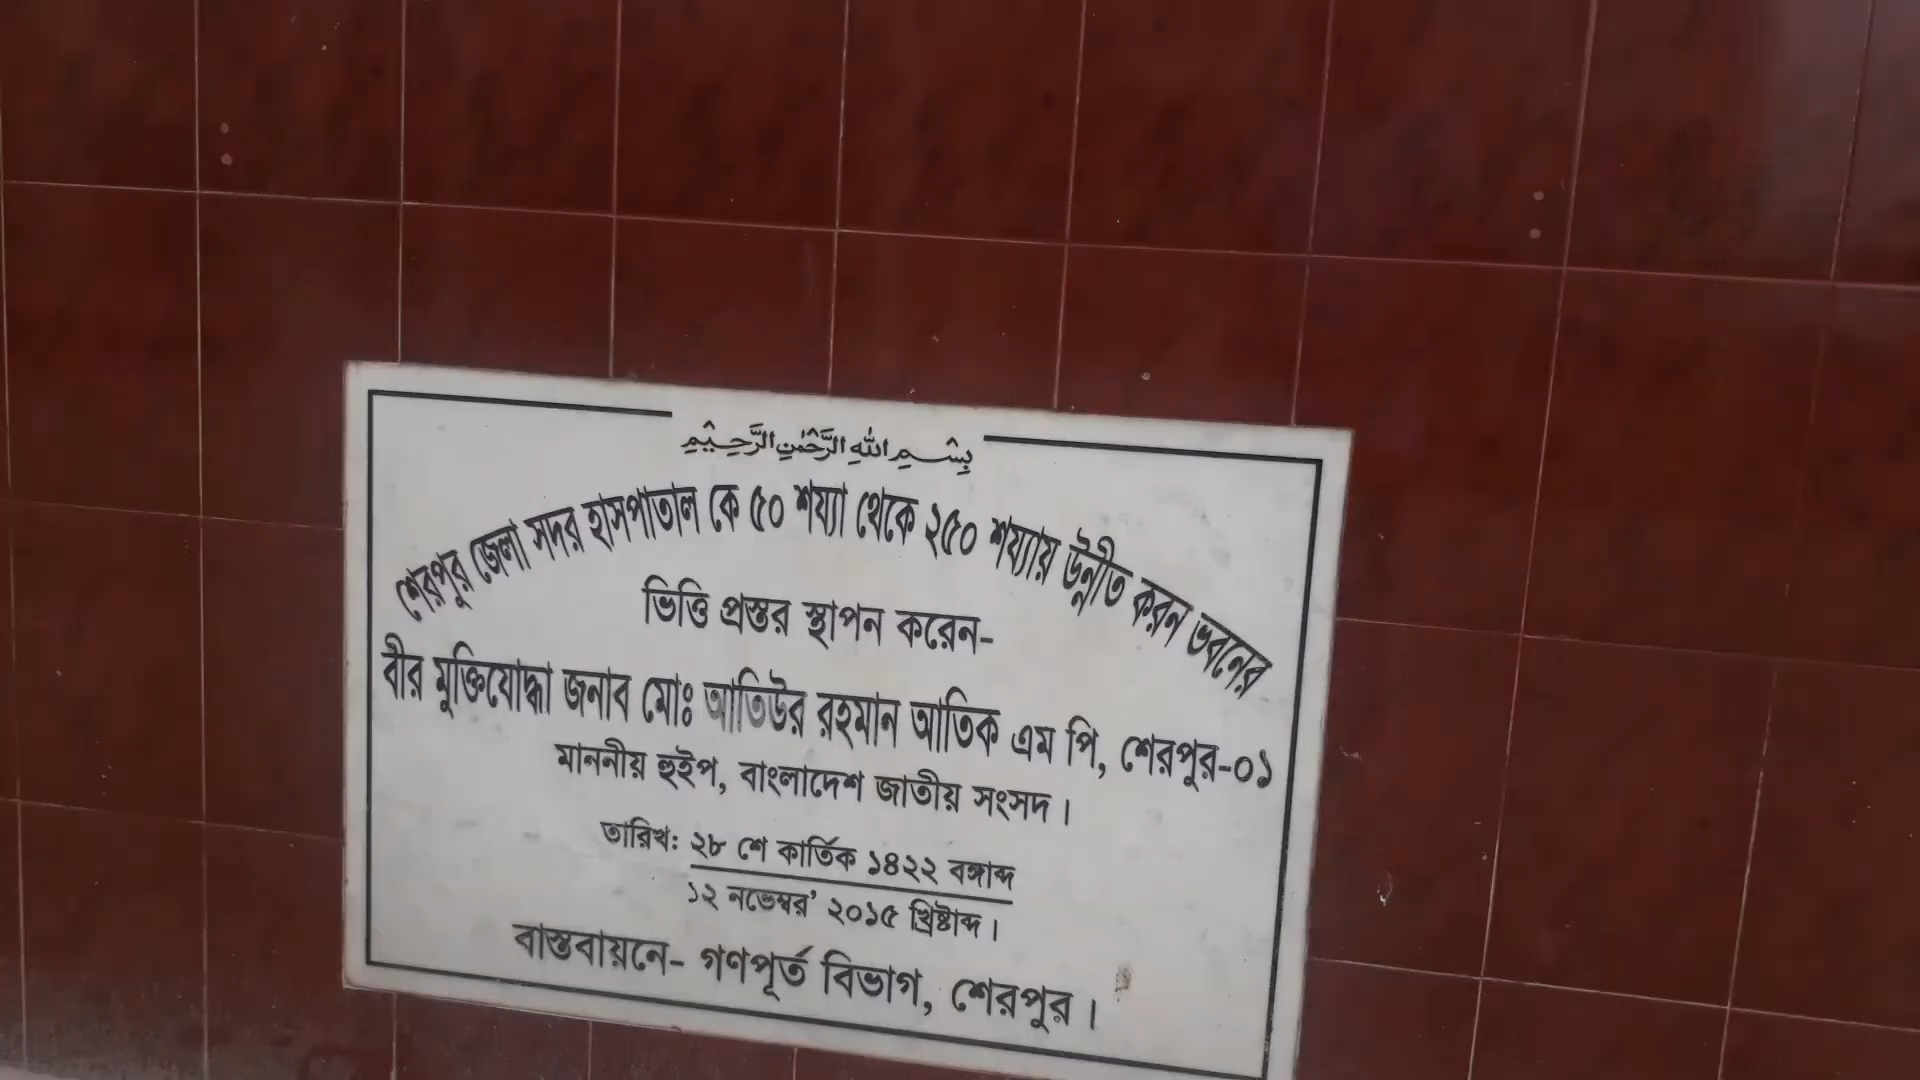 بِسْمِ اللهِ الرَّحْمٰنِ الرَّحِيْمِ
শেরপুর জেলা সদর হাসপাতাল কে ৫০ শয্যা থেকে ২৫০ শয্যায় উন্নীত করন ভবনের
ভিত্তি প্রস্তর স্থাপন করেন-
বীর মুক্তিযোদ্ধা জনাব মোঃ আতিউর রহমান আতিক এম পি, শেরপুর-০১
মাননীয় হুইপ, বাংলাদেশ জাতীয় সংসদ।
তারিখ: ২৮ শে কার্তিক ১৪২২ বঙ্গাব্দ
১২ নভেম্বর’ ২০১৫ খ্রিষ্টাব্দ।
বাস্তবায়নে- গণপূর্ত বিভাগ, শেরপুর।